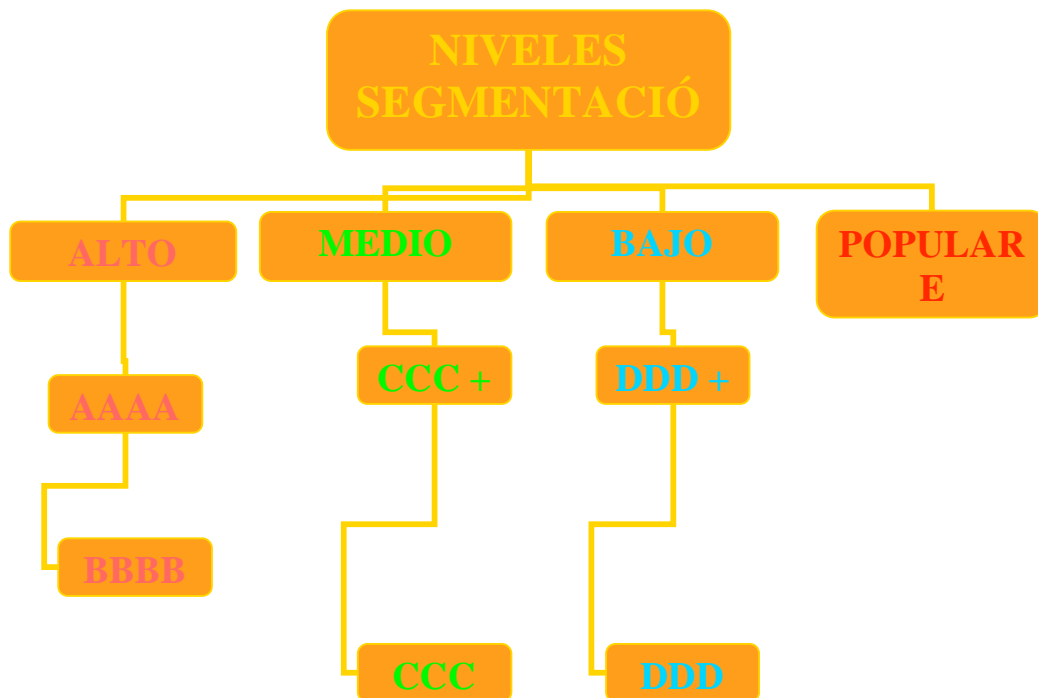 NIVELES
SEGMENTACIÓ
ALTO
MEDIO
BAJO
POPULAR
E
AAAA
CCC +
DDD +
BBBB
CCC
DDD